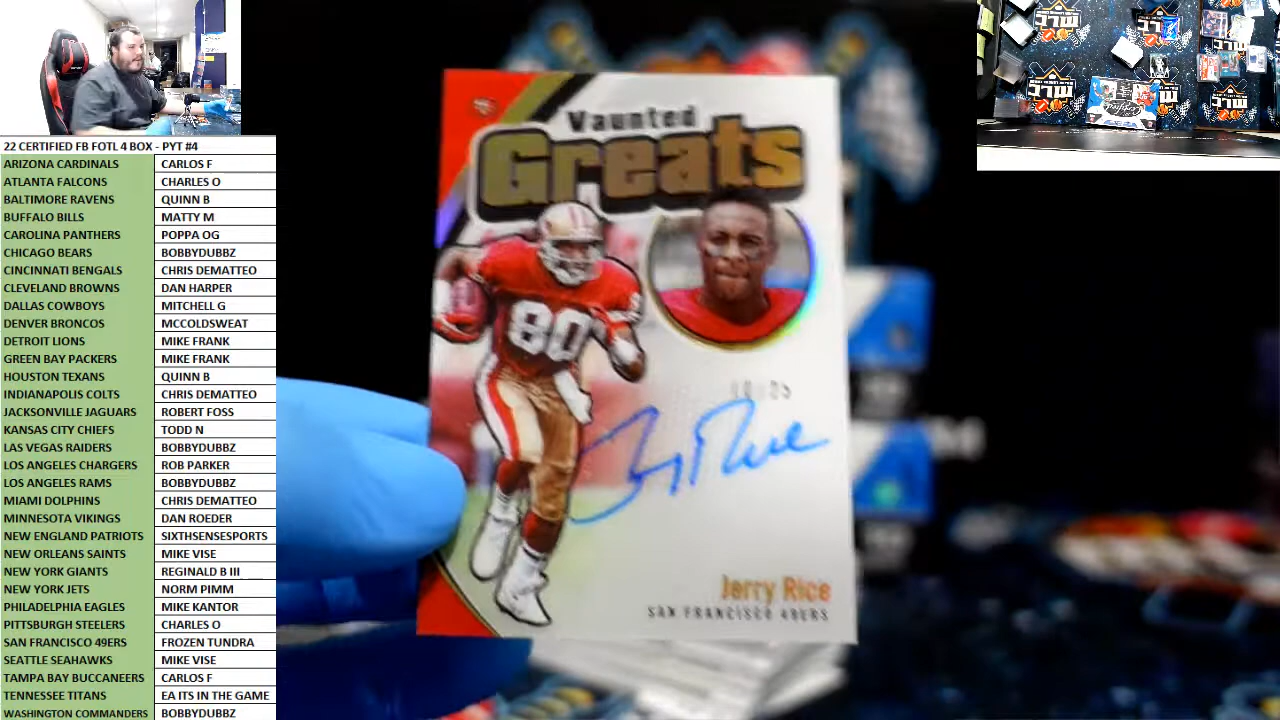 22 CERTIFIED FB FOTL 4 BOX - PYT #4
ARIZONA CARDINALS CARLOS F
ATLANTA FALCONS CHARLES O
BALTIMORE RAVENS QUINN B
BUFFALO BILLS MATTY M
CAROLINA PANTHERS POPPA OG
CHICAGO BEARS BOBBYDUBBZ
CINCINNATI BENGALS CHRIS DEMATTEO
CLEVELAND BROWNS DAN HARPER
DALLAS COWBOYS MITCHELL G
DENVER BRONCOS MCCOLDSWEAT
DETROIT LIONS MIKE FRANK
GREEN BAY PACKERS MIKE FRANK
HOUSTON TEXANS QUINN B
INDIANAPOLIS COLTS CHRIS DEMATTEO
JACKSONVILLE JAGUARS ROBERT FOSS
KANSAS CITY CHIEFS TODD N
LAS VEGAS RAIDERS BOBBYDUBBZ
LOS ANGELES CHARGERS ROB PARKER
LOS ANGELES RAMS BOBBYDUBBZ
MIAMI DOLPHINS CHRIS DEMATTEO
MINNESOTA VIKINGS DAN ROEDER
NEW ENGLAND PATRIOTS SIXTHSENSESPORTS
NEW ORLEANS SAINTS MIKE VISE
NEW YORK GIANTS REGINALD B III
NEW YORK JETS NORM PIMM
PHILADELPHIA EAGLES MIKE KANTOR
PITTSBURGH STEELERS CHARLES O
SAN FRANCISCO 49ERS FROZEN TUNDRA
SEATTLE SEAHAWKS MIKE VISE
TAMPA BAY BUCCANEERS CARLOS F
TENNESSEE TITANS EA ITS IN THE GAME
WASHINGTON COMMANDERS BOBBYDUBBZ
Vaunted
Greats
80
Jerry Rice
Jerry Rice
SAN FRANCISCO 49ERS